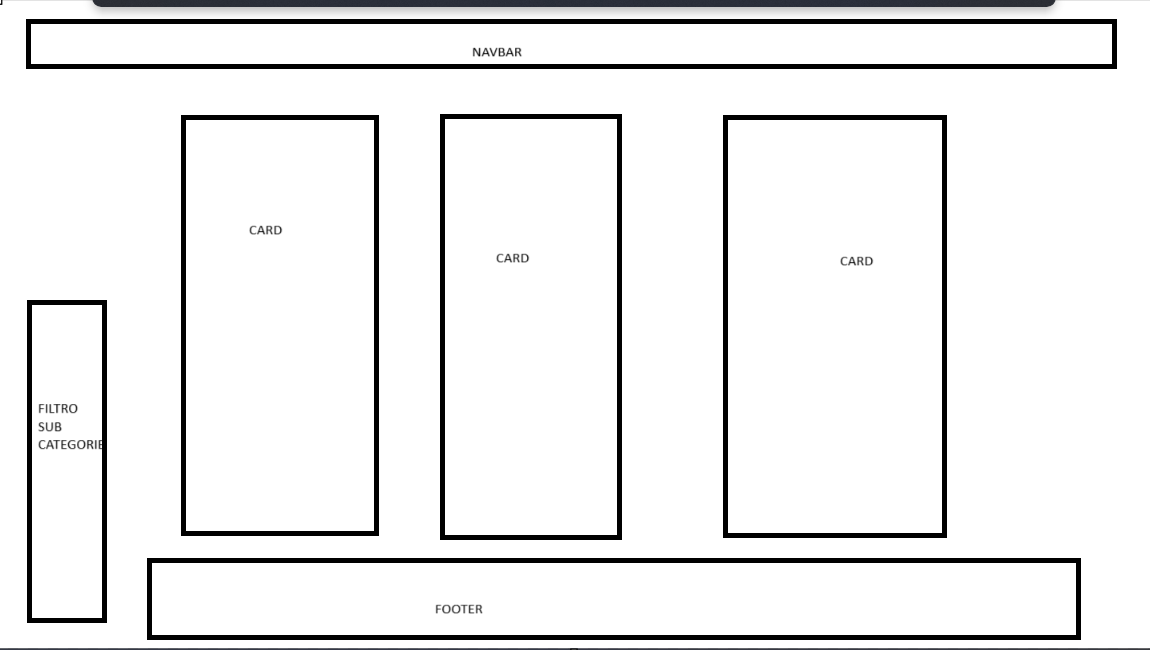 NAVBAR
CARD
CARD
CARD
FILTRO
SUB
CATEGORIE
FOOTER